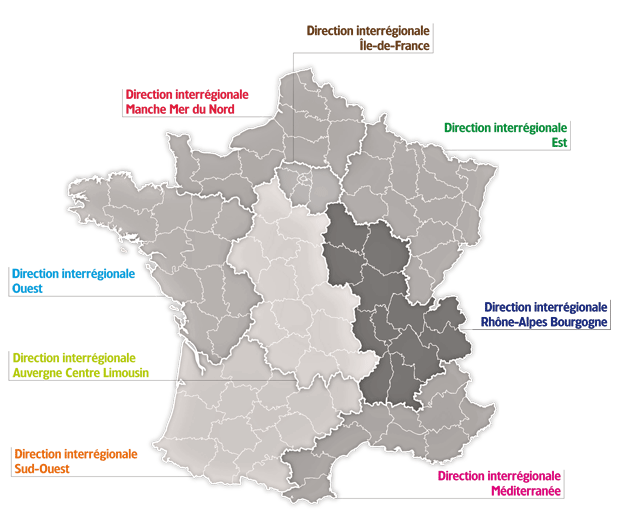 Direction interrégionale
Île-de-France
Direction interrégionale
Manche Mer du Nord
Direction interrégionale
Est
Direction interrégionale
Ouest
Direction interrégionale
Rhône-Alpes Bourgogne
Direction interrégionale
Auvergne Centre Limousin
Direction interrégionale
Sud-Ouest
Direction interrégionale
Méditerranée